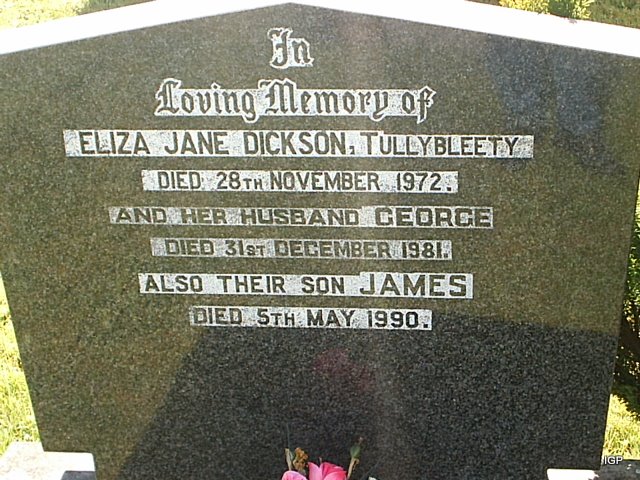 In
Loving Memory of
ELIZA JANE DICKSON, TULLYBLEETY
DIED 28TH NOVEMBER 1972.
AND HER HUSBAND GEORGE
DIED 31ST DECEMBER 1981.
ALSO THEIR SON JAMES
DIED 5TH MAY 1990.
IGP